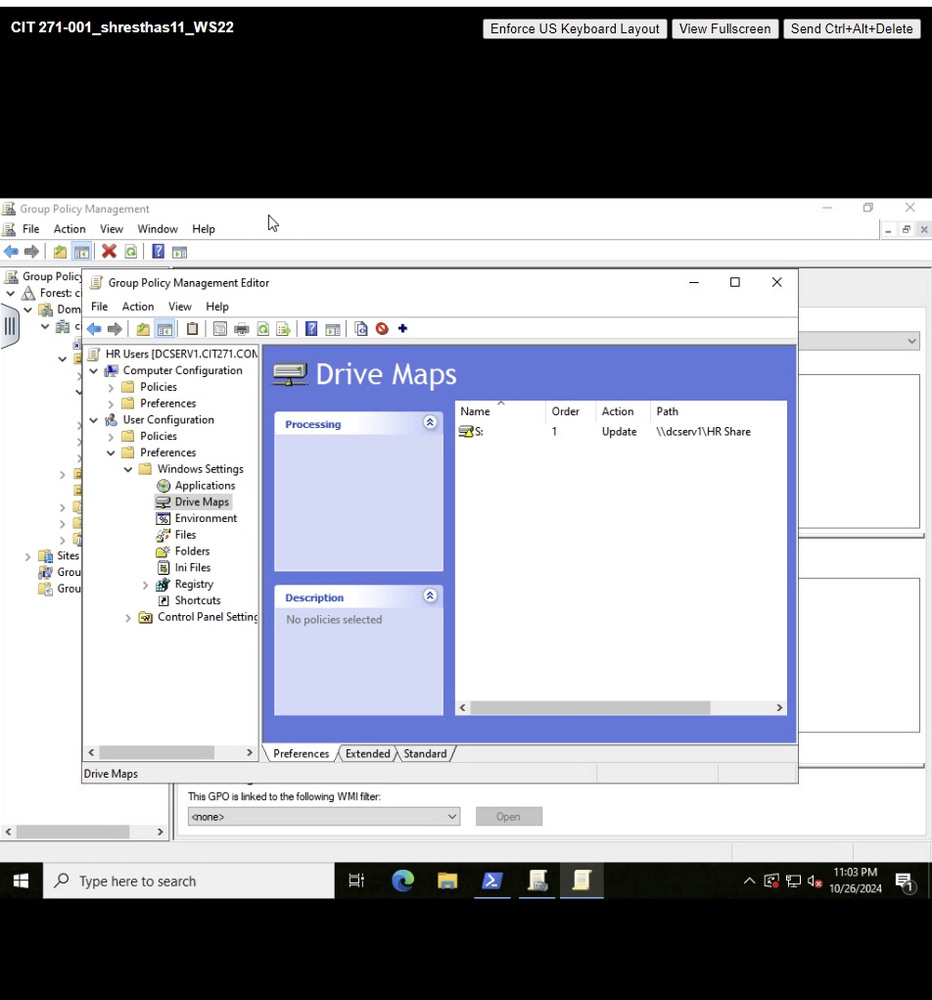 CIT 271-001_shresthas11_WS22
Enforce US Keyboard Layout
View Fullscreen
Send Ctrl+Alt+Delete
Group Policy Management
File Action View Window Help
Group Policy
Forest: c
Dom
c
Sites
Grou
Grou
Group Policy Management Editor
File Action View Help
HR Users [DCSERV1.CIT271.CON
Computer Configuration
Policies
Preferences
User Configuration
Policies
Preferences
Windows Settings
Applications
Drive Maps
Environment
Files
Folders
Ini Files
Registry
Shortcuts
Control Panel Setting
Drive Maps
Processing
Description
No policies selected
Name Order Action Path
S: 1 Update \\dcserv1\HR Share
Preferences Extended Standard
Drive Maps
This GPO is linked to the following WMI filter:
<none>
Open
Type here to search
11:03 PM
10/26/2024
1